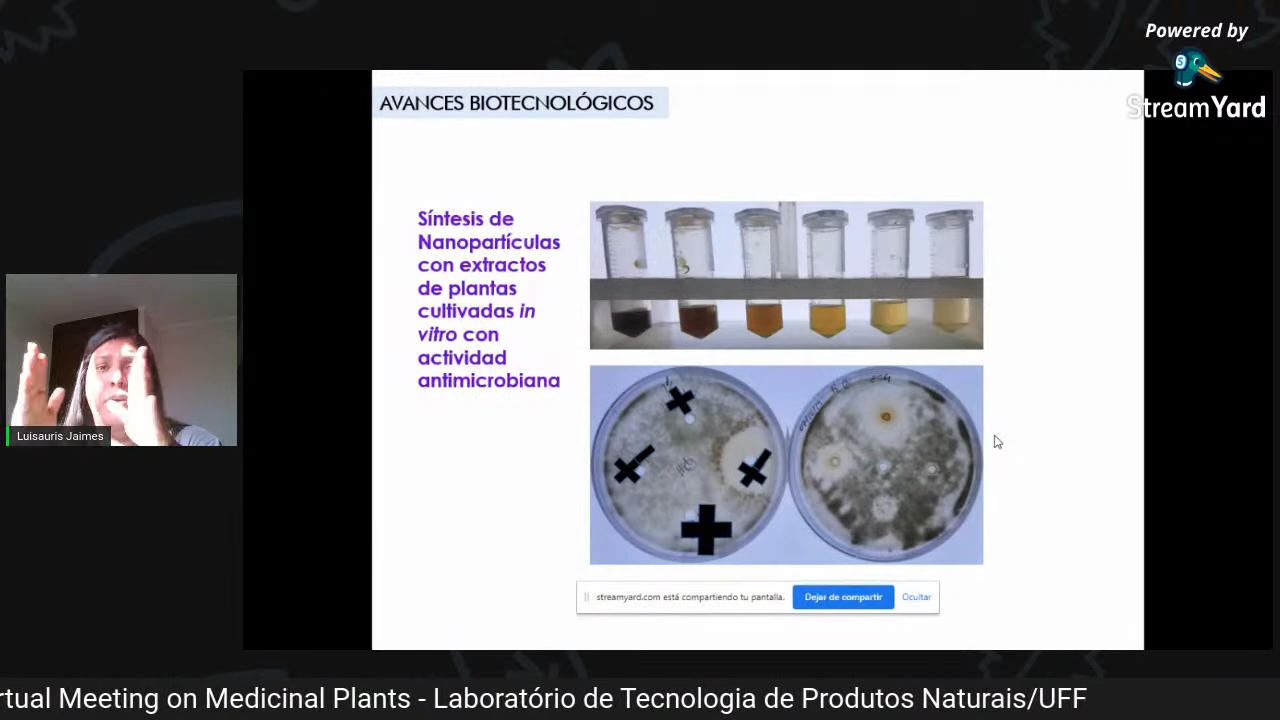 Powered by
StreamYard
AVANCES BIOTECNOLÓGICOS
Síntesis de
Nanopartículas
con extractos
de plantas
cultivadas in
vitro con
actividad
antimicrobiana
Luisauris Jaimes
streamyard.com está compartiendo tu pantalla.
Dejar de compartir
Ocultar
rtual Meeting on Medicinal Plants - Laboratório de Tecnologia de Produtos Naturais/UFF